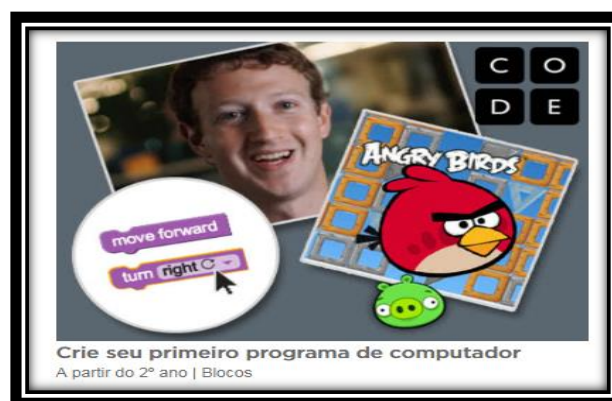 C O
D E
ANGRY BIRDS
move forward
turn right
Crie seu primeiro programa de computador
A partir do 2º ano | Blocos